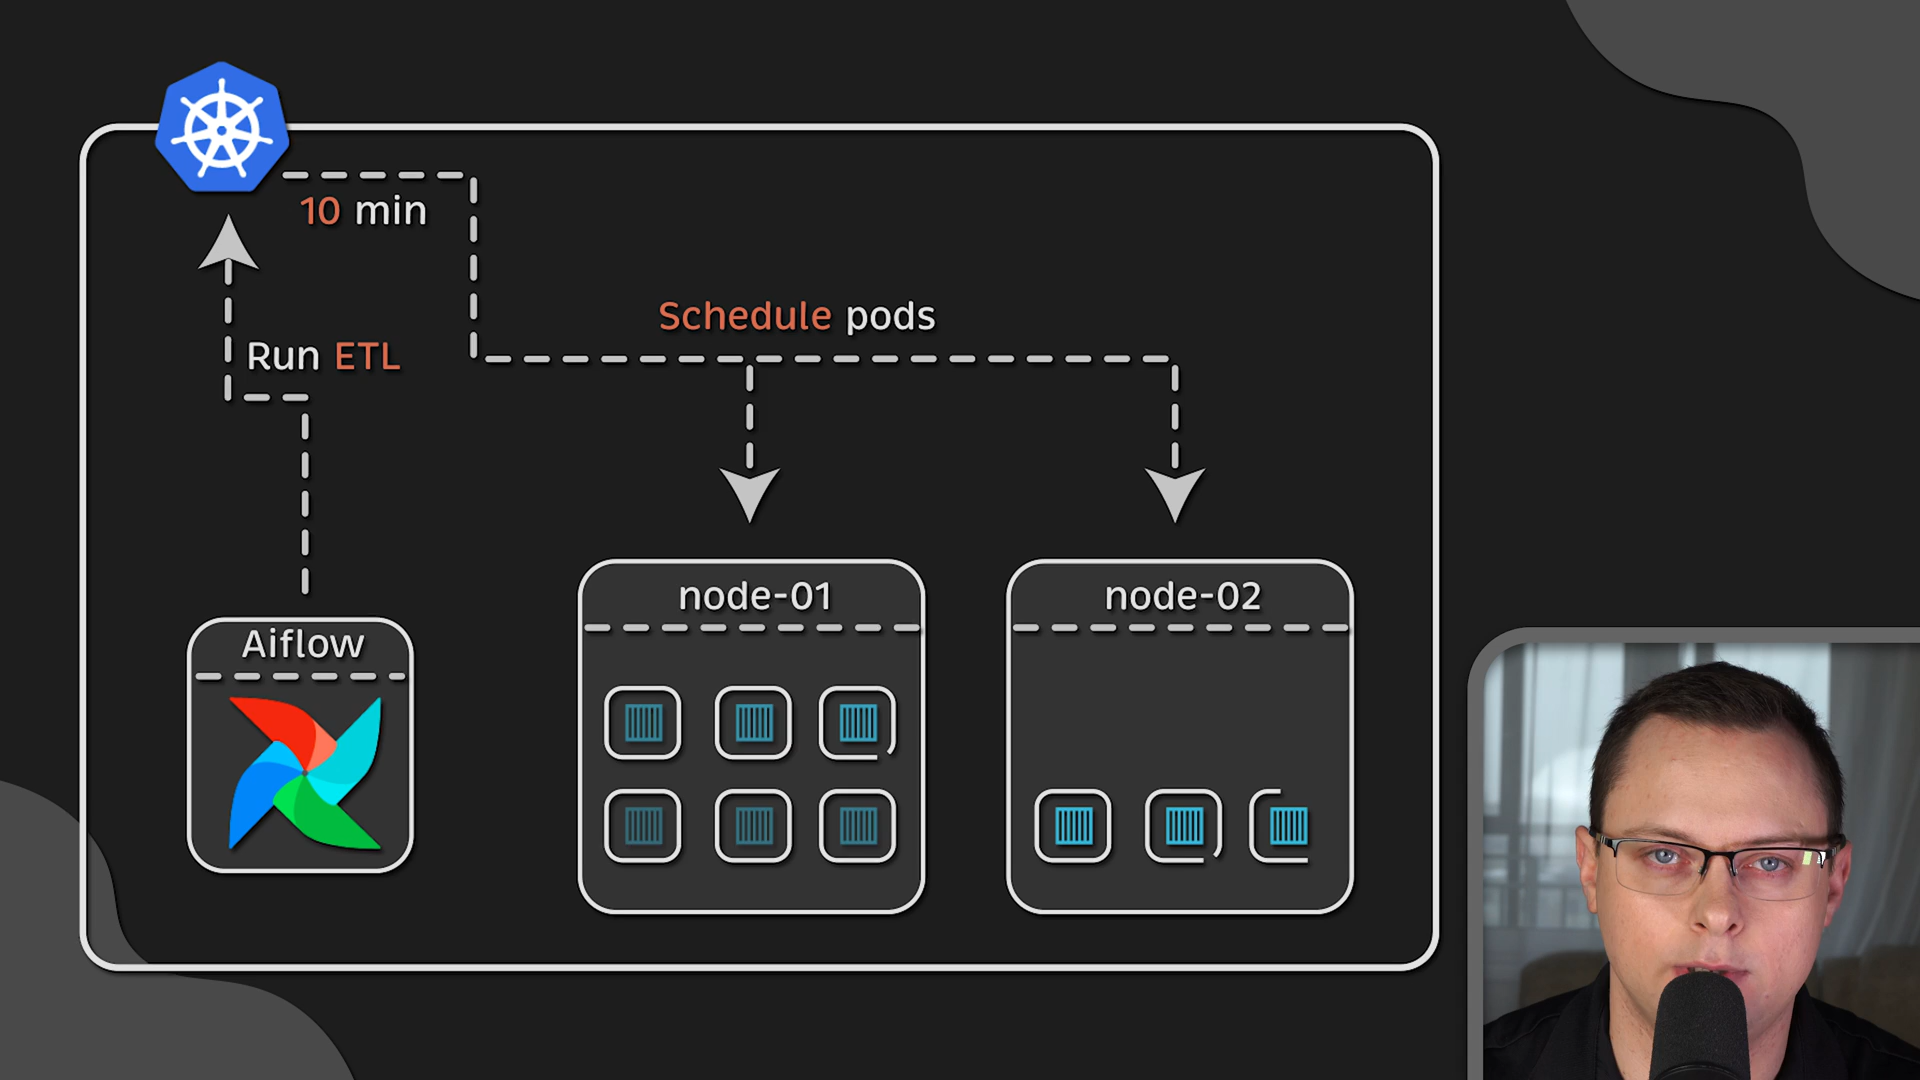 10 min
Schedule pods
Run ETL
node-01
node-02
Aiflow